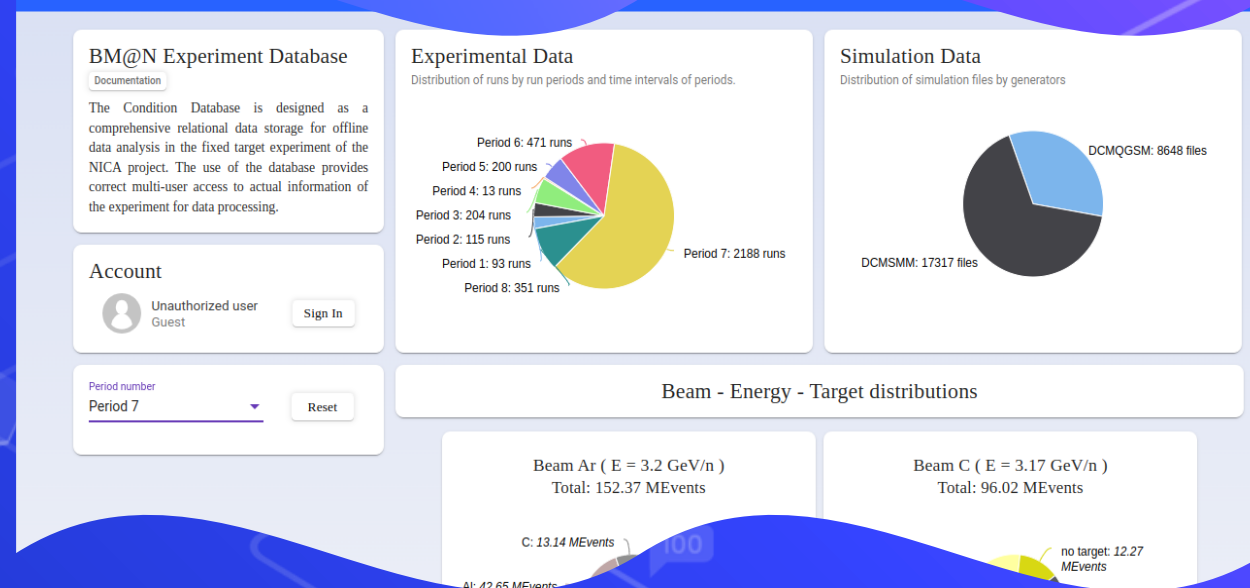 BM@N Experiment Database
Documentation
The Condition Database is designed as a
comprehensive relational data storage for offline
data analysis in the fixed target experiment of the
NICA project. The use of the database provides
correct multi-user access to actual information of
the experiment for data processing.
Account
Unauthorized user
Guest
Sign In
Period number
Period 7
Reset
Experimental Data
Distribution of runs by run periods and time intervals of periods.
Period 6: 471 runs
Period 5: 200 runs
Period 4: 13 runs
Period 3: 204 runs
Period 2: 115 runs
Period 1: 93 runs
Period 8: 351 runs
Period 7: 2188 runs
Simulation Data
Distribution of simulation files by generators
DCMQGSM: 8648 files
DCMSMM: 17317 files
Beam - Energy - Target distributions
Beam Ar ( E = 3.2 GeV/n )
Total: 152.37 MEvents
C: 13.14 MEvents
Al: 42.65 MEvents
Beam C ( E = 3.17 GeV/n )
Total: 96.02 MEvents
no target: 12.27
MEvents
100